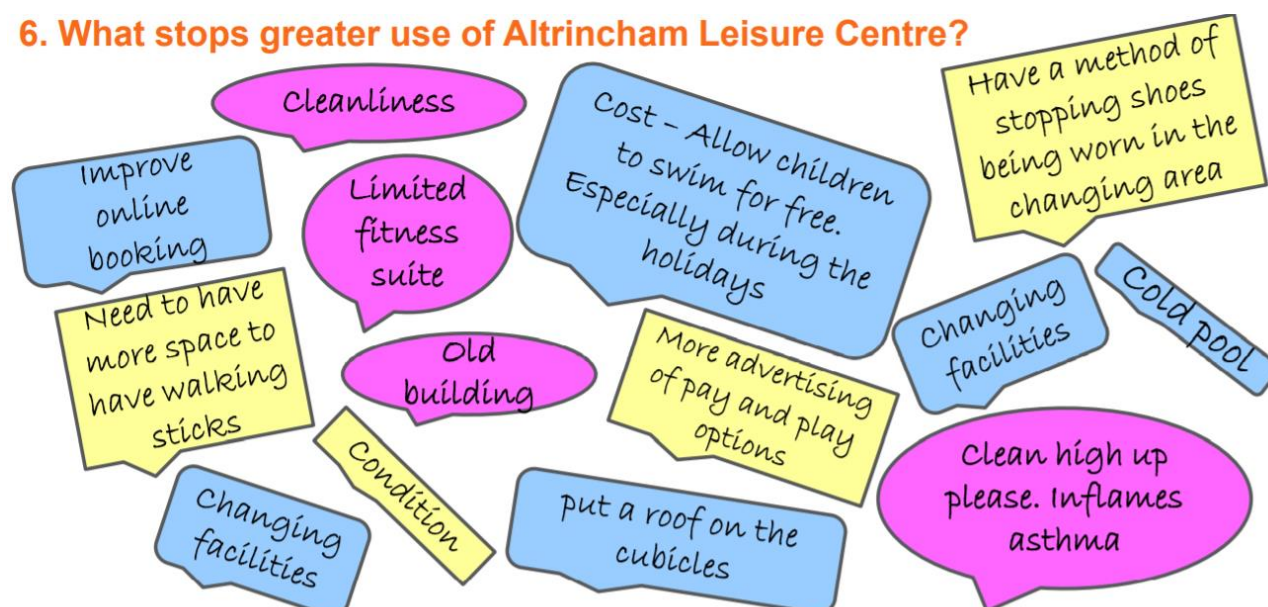 6. What stops greater use of Altrincham Leisure Centre?
Cleanliness
Improve
online
booking
Limited
fitness
suite
Cost – Allow children
to swim for free.
Especially during the
holidays
Have a method of
stopping shoes
being worn in the
changing area
Need to have
more space to
have walking
sticks
Old
building
More advertising
of pay and play
options
Changing
facilities
Cold pool
Condition
Changing
facilities
put a roof on the
cubicles
Clean high up
please. Inflames
asthma